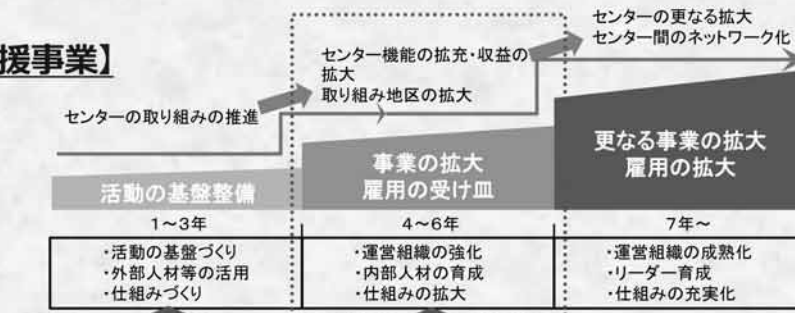 援事業】
センターの更なる拡大
センター間のネットワーク化
センター機能の拡充・収益の
拡大
取り組み地区の拡大
センターの取り組みの推進
活動の基盤整備
事業の拡大
雇用の受け皿
更なる事業の拡大
雇用の拡大
1～3年
4～6年
7年～
・活動の基盤づくり
・外部人材等の活用
・仕組みづくり
・運営組織の強化
・内部人材の育成
・仕組みの拡大
・運営組織の成熟化
・リーダー育成
・仕組みの充実化